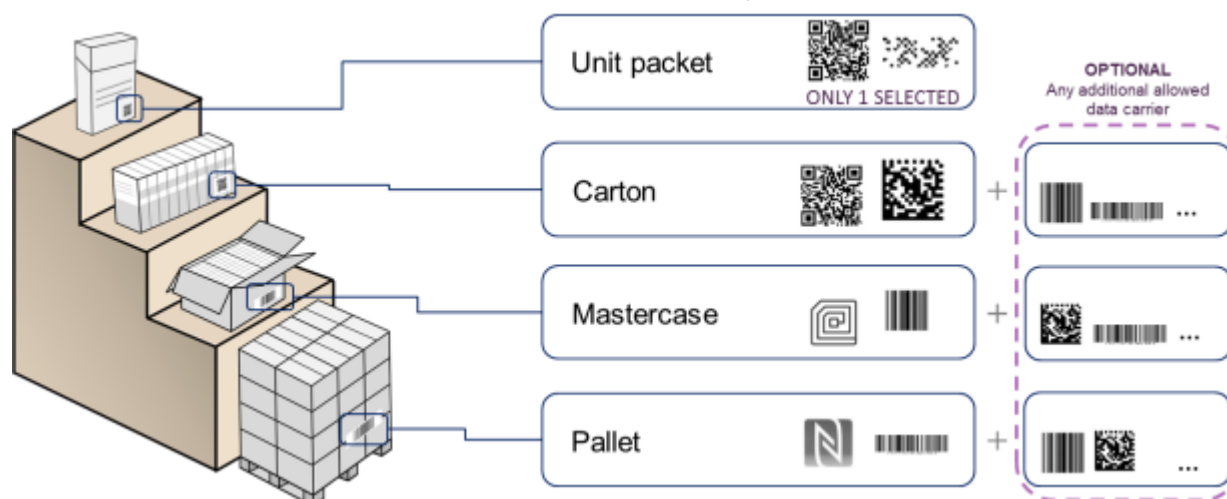 Unit packet
ONLY 1 SELECTED
OPTIONAL
Any additional allowed
data carrier
Carton
+
...
Mastercase
+
...
Pallet
+
...